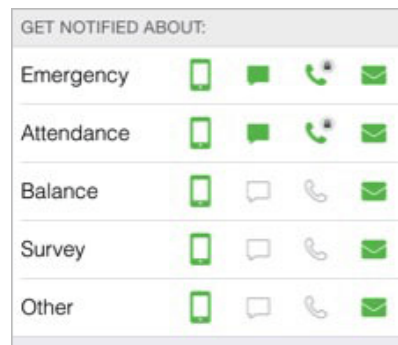 GET NOTIFIED ABOUT:
Emergency
Attendance
Balance
Survey
Other